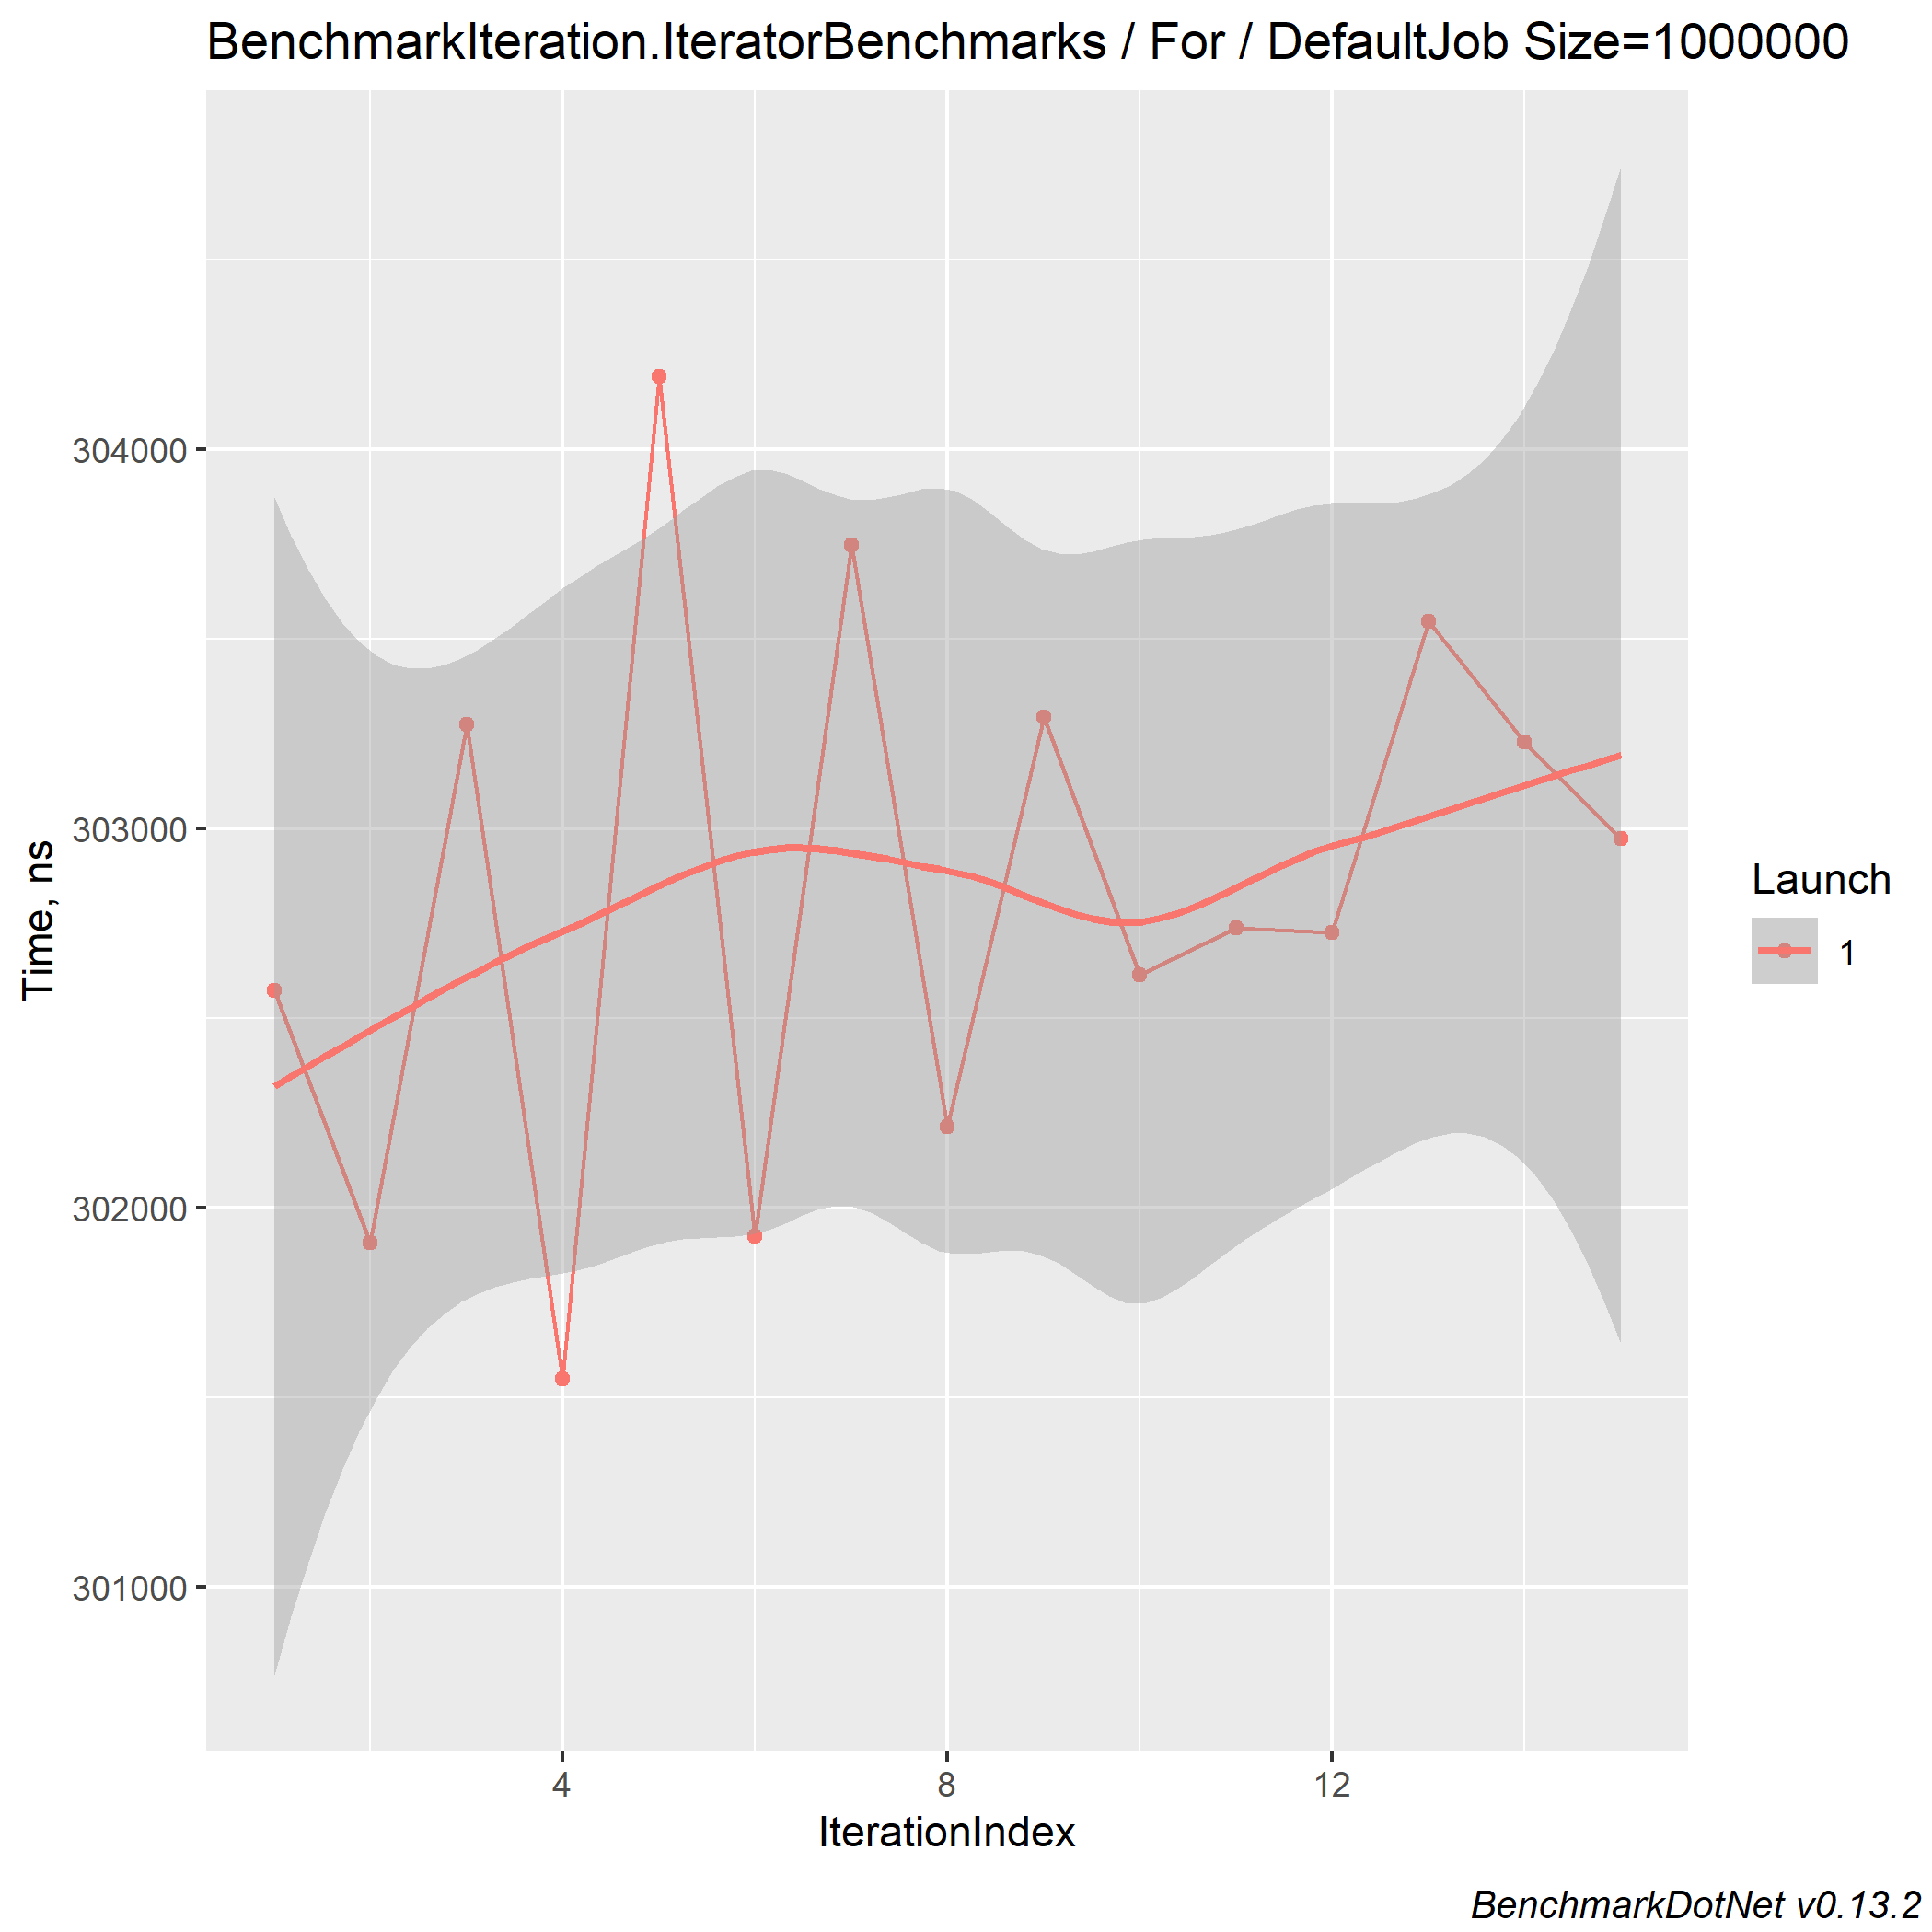 BenchmarkIteration.IteratorBenchmarks / For / DefaultJob Size=1000000
Time, ns
304000
303000
302000
301000
4
8
12
IterationIndex
Launch
1
BenchmarkDotNet v0.13.2